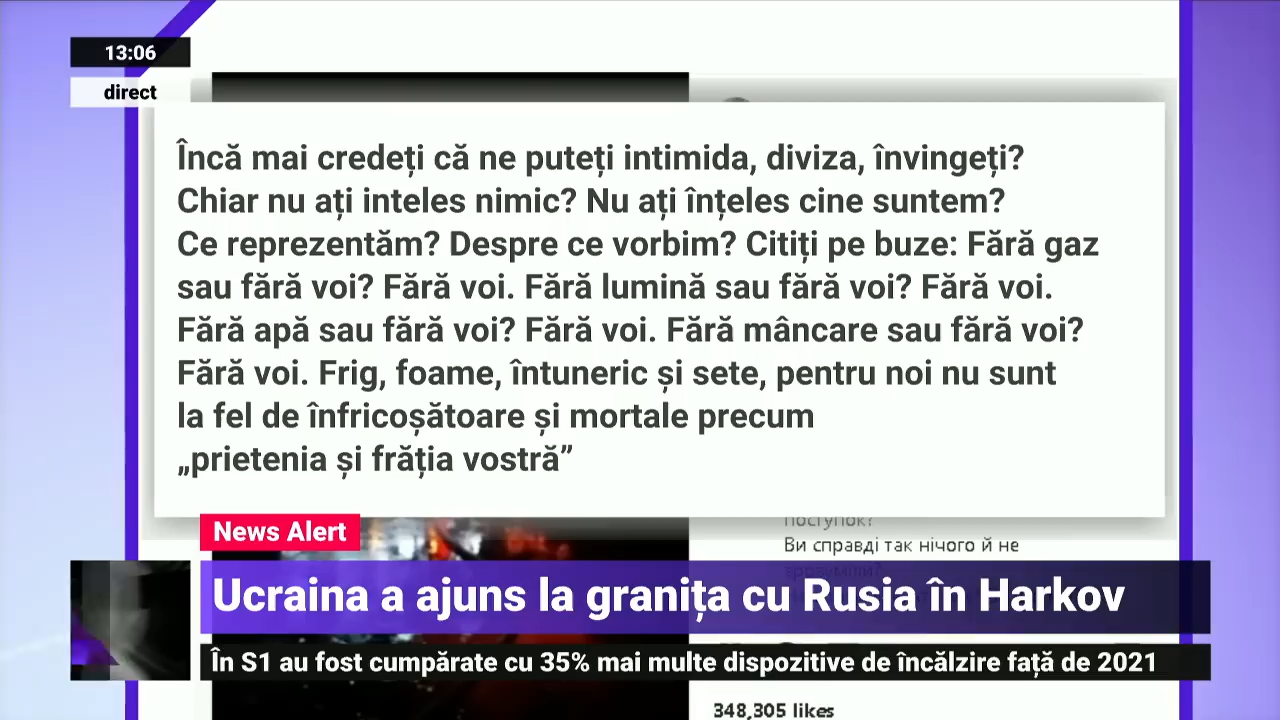 13:06
direct
Încă mai credeți că ne puteți intimida, diviza, învingeți?
Chiar nu ați inteles nimic? Nu ați înțeles cine suntem?
Ce reprezentăm? Despre ce vorbim? Citiți pe buze: Fără gaz
sau fără voi? Fără voi. Fără lumină sau fără voi? Fără voi.
Fără apă sau fără voi? Fără voi. Fără mâncare sau fără voi?
Fără voi. Frig, foame, întuneric și sete, pentru noi nu sunt
la fel de înfricoșătoare și mortale precum
„prietenia și frăția vostră”
поступок?
Ви справді так нічого й не
зрозуміли?
News Alert
Ucraina a ajuns la granița cu Rusia în Harkov
În S1 au fost cumpărate cu 35% mai multe dispozitive de încălzire față de 2021
348,305 likes